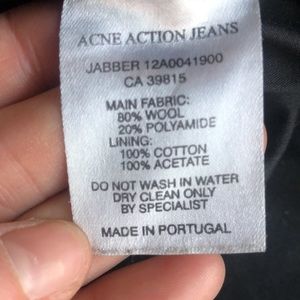 ACNE ACTION JEANS
JABBER 12A0041900
CA 39815
MAIN FABRIC:
80% WOOL
20% POLYAMIDE
LINING:
100% COTTON
100% ACETATE
DO NOT WASH IN WATER
DRY CLEAN ONLY
BY SPECIALIST
MADE IN PORTUGAL